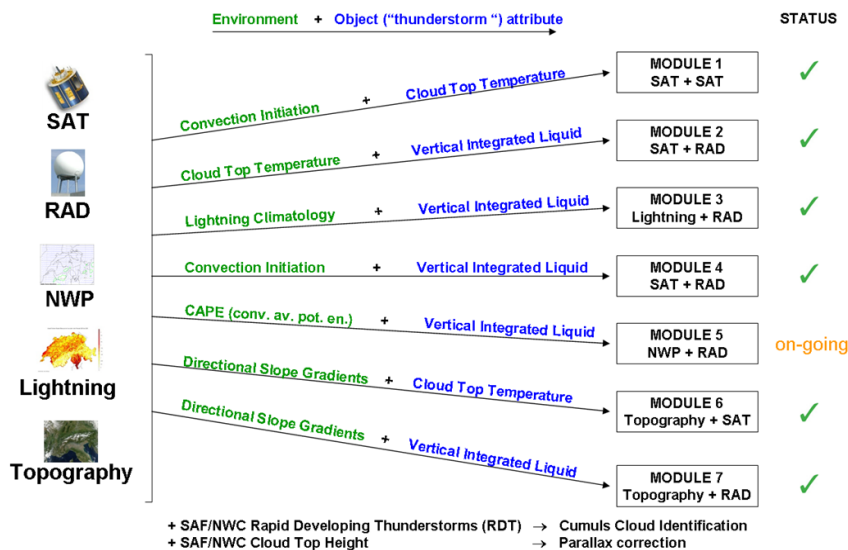 Environment + Object ("thunderstorm ") attribute
STATUS
SAT
RAD
NWP
Lightning
Topography
Convection Initiation + Cloud Top Temperature
MODULE 1
SAT + SAT
✓
Cloud Top Temperature + Vertical Integrated Liquid
MODULE 2
SAT + RAD
✓
Lightning Climatology + Vertical Integrated Liquid
MODULE 3
Lightning + RAD
✓
Convection Initiation + Vertical Integrated Liquid
MODULE 4
SAT + RAD
✓
CAPE (conv. av. pot. en.) + Vertical Integrated Liquid
MODULE 5
NWP + RAD
on-going
Directional Slope Gradients + Cloud Top Temperature
MODULE 6
Topography + SAT
✓
Directional Slope Gradients + Vertical Integrated Liquid
MODULE 7
Topography + RAD
✓
+ SAF/NWC Rapid Developing Thunderstorms (RDT) → Cumuls Cloud Identification
+ SAF/NWC Cloud Top Height → Parallax correction